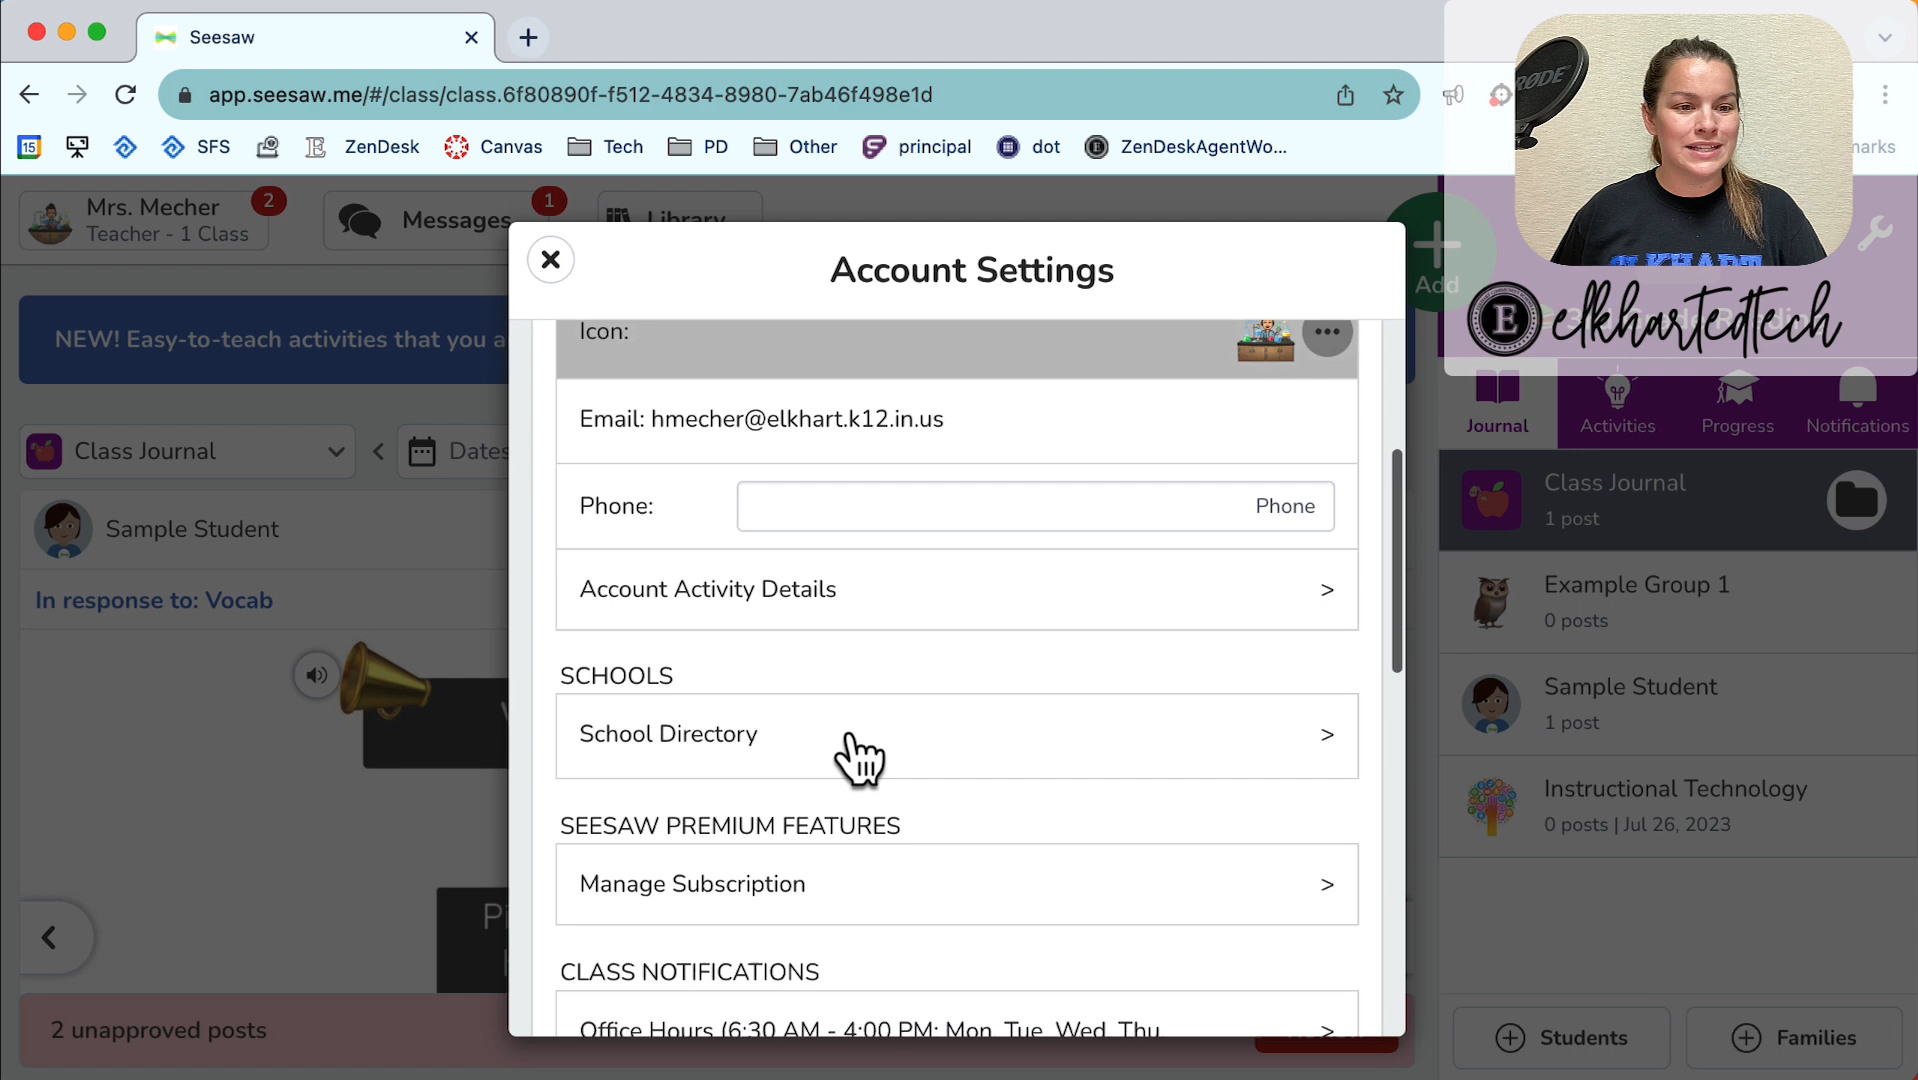 Seesaw
app.seesaw.me/#/class/class.6f80890f-f512-4834-8980-7ab46f498e1d
15 SFS ZenDesk Canvas Tech PD Other principal dot ZenDeskAgentWo... marks
RØDE
ELKHART
E elkhartedtech
Mrs. Mecher 2
Teacher - 1 Class
Messages 1
Library
Add
NEW! Easy-to-teach activities that you a
Class Journal
Dates
Sample Student
In response to: Vocab
2 unapproved posts
Account Settings
Icon:
Email: hmecher@elkhart.k12.in.us
Phone: Phone
Account Activity Details >
SCHOOLS
School Directory >
SEESAW PREMIUM FEATURES
Manage Subscription >
CLASS NOTIFICATIONS
Office Hours (6:30 AM - 4:00 PM: Mon, Tue, Wed, Thu >
Journal Activities Progress Notifications
Class Journal
1 post
Example Group 1
0 posts
Sample Student
1 post
Instructional Technology
0 posts | Jul 26, 2023
Students Families